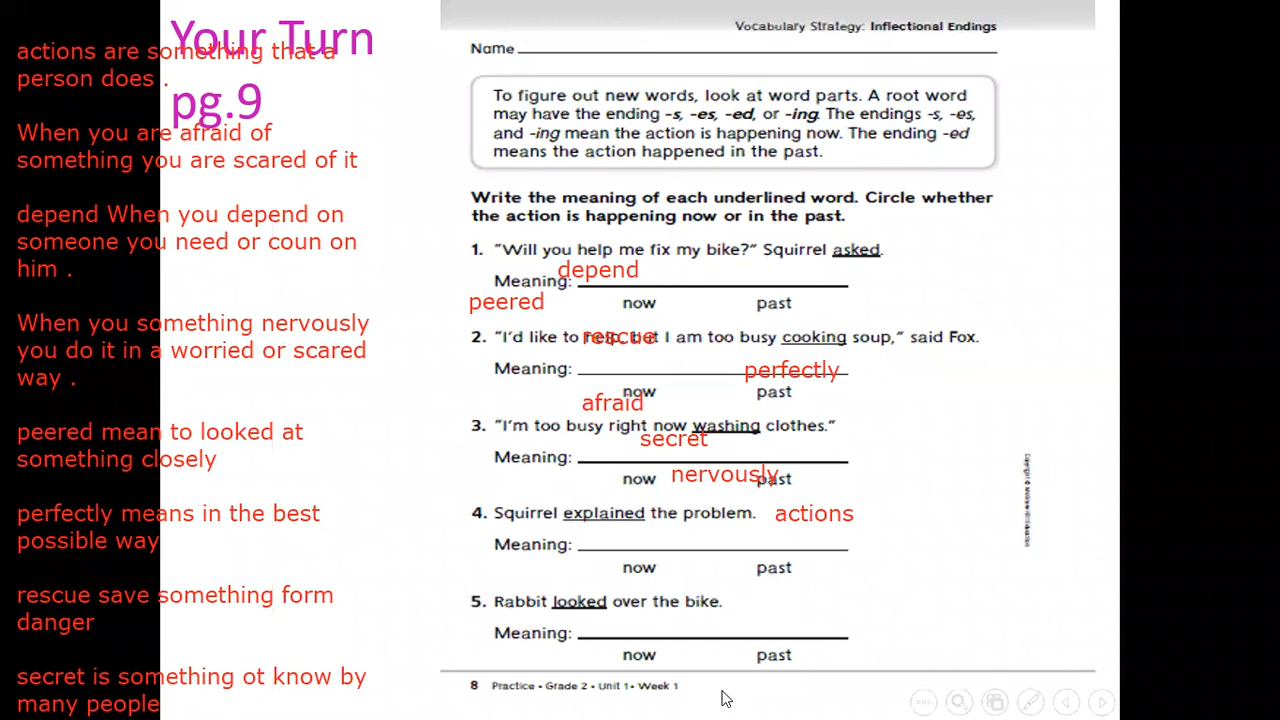 Your Turn
pg.9
actions are something that a
person does .
When you are afraid of
something you are scared of it
depend When you depend on
someone you need or coun on
him .
When you something nervously
you do it in a worried or scared
way .
peered mean to looked at
something closely
perfectly means in the best
possible way
rescue save something form
danger
secret is something ot know by
many people
Vocabulary Strategy: Inflectional Endings
Name
To figure out new words, look at word parts. A root word
may have the ending -s, -es, -ed, or -ing. The endings -s, -es,
and -ing mean the action is happening now. The ending -ed
means the action happened in the past.
Write the meaning of each underlined word. Circle whether
the action is happening now or in the past.
1. "Will you help me fix my bike?" Squirrel asked.
depend
Meaning:
peered
now past
2. "I'd like to help, but I am too busy cooking soup," said Fox.
rescue
Meaning:
perfectly
now past
afraid
3. "I'm too busy right now washing clothes."
secret
Meaning:
nervously
now past
4. Squirrel explained the problem.
actions
Meaning:
now past
5. Rabbit looked over the bike.
Meaning:
now past
8 Practice • Grade 2 • Unit 1 • Week 1